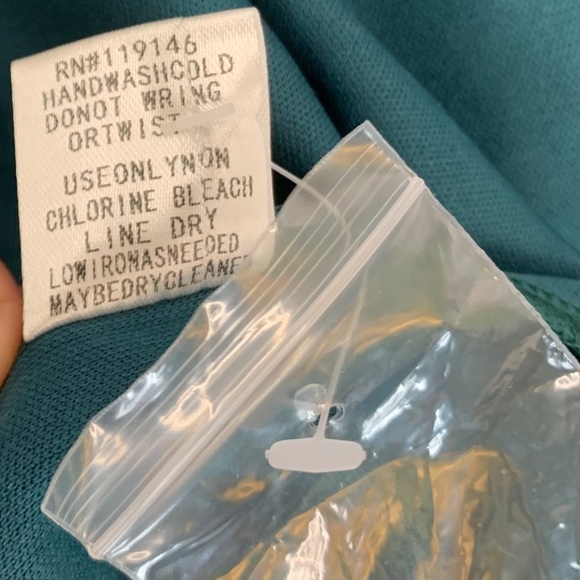 RN#119146
HANDWASHCOLD
DONOT WRING
ORTWIST
USEONLYNON
CHLORINE BLEACH
LINE DRY
LOWIRONASNEEDED
MAYBEDRYCLEANED